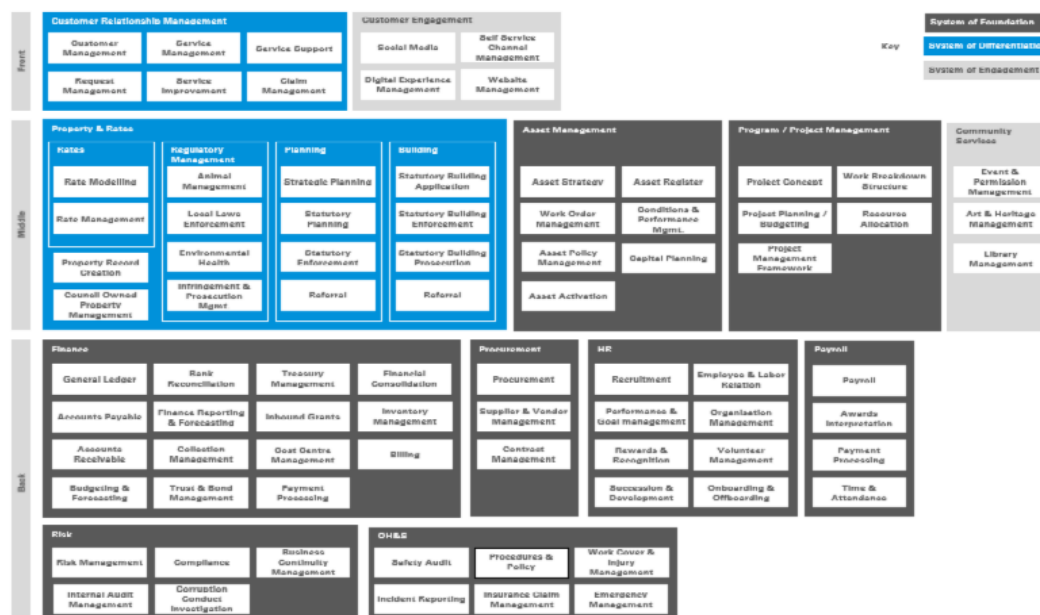 Customer Relationship Management
Customer Engagement
System of Foundation
Key
System of Differentiatio
System of Engagement
Front
Customer
Management
Service
Management
Service Support
Request
Management
Service
Improvement
Claim
Management
Social Media
Self Service
Channel
Management
Digital Experience
Management
Website
Management
Middle
Property & Rates
Rates
Rate Modelling
Rate Management
Property Record
Creation
Council Owned
Property
Management
Regulatory
Management
Animal
Management
Local Laws
Enforcement
Environmental
Health
Infringement &
Prosecution
Mgmt
Planning
Strategic Planning
Statutory
Planning
Statutory
Enforcement
Referral
Building
Statutory Building
Application
Statutory Building
Enforcement
Statutory Building
Prosecution
Referral
Asset Management
Asset Strategy
Asset Register
Work Order
Management
Conditions &
Performance
Mgmt.
Asset Policy
Management
Capital Planning
Asset Activation
Program / Project Management
Project Concept
Work Breakdown
Structure
Project Planning /
Budgeting
Resource
Allocation
Project
Management
Framework
Community
Services
Event &
Permission
Management
Art & Heritage
Management
Library
Management
Back
Finance
General Ledger
Bank
Reconciliation
Treasury
Management
Financial
Consolidation
Accounts Payable
Finance Reporting
& Forecasting
Inbound Grants
Inventory
Management
Accounts
Receivable
Collection
Management
Cost Centre
Management
Billing
Budgeting &
Forecasting
Trust & Bond
Management
Payment
Processing
Procurement
Procurement
Supplier & Vendor
Management
Contract
Management
HR
Recruitment
Employee & Labor
Relation
Performance &
Goal management
Organisation
Management
Rewards &
Recognition
Volunteer
Management
Succession &
Development
Onboarding &
Offboarding
Payroll
Payroll
Awards
Interpretation
Payment
Processing
Time &
Attendance
Risk
Risk Management
Compliance
Business
Continuity
Management
Internal Audit
Management
Corruption
Conduct
Investigation
OH&S
Safety Audit
Procedures &
Policy
Work Cover &
Injury
Management
Incident Reporting
Insurance Claim
Management
Emergency
Management